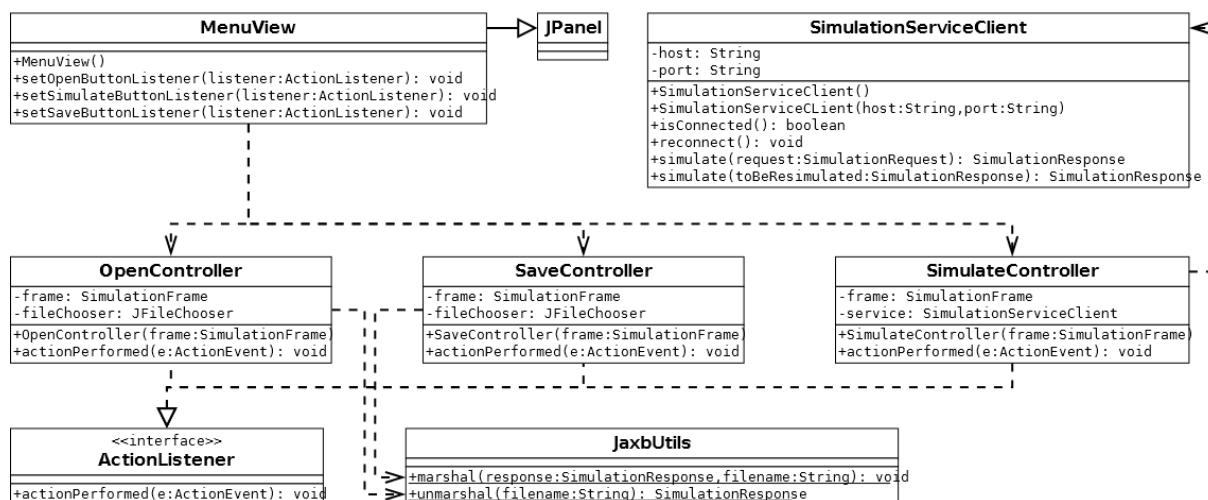 MenuView
+MenuView()
+setOpenButtonListener(listener:ActionListener): void
+setSimulateButtonListener(listener:ActionListener): void
+setSaveButtonListener(listener:ActionListener): void
JPanel
SimulationServiceClient
-host: String
-port: String
+SimulationServiceClient()
+SimulationServiceCLient(host:String,port:String)
+isConnected(): boolean
+reconnect(): void
+simulate(request:SimulationRequest): SimulationResponse
+simulate(toBeResimulated:SimulationResponse): SimulationResponse
OpenController
-frame: SimulationFrame
-fileChooser: JFileChooser
+OpenController(frame:SimulationFrame)
+actionPerformed(e:ActionEvent): void
SaveController
-frame: SimulationFrame
-fileChooser: JFileChooser
+SaveController(frame:SimulationFrame)
+actionPerformed(e:ActionEvent): void
SimulateController
-frame: SimulationFrame
-service: SimulationServiceClient
+SimulateController(frame:SimulationFrame)
+actionPerformed(e:ActionEvent): void
<<interface>>
ActionListener
+actionPerformed(e:ActionEvent): void
JaxbUtils
+marshal(response:SimulationResponse,filename:String): void
+unmarshal(filename:String): SimulationResponse